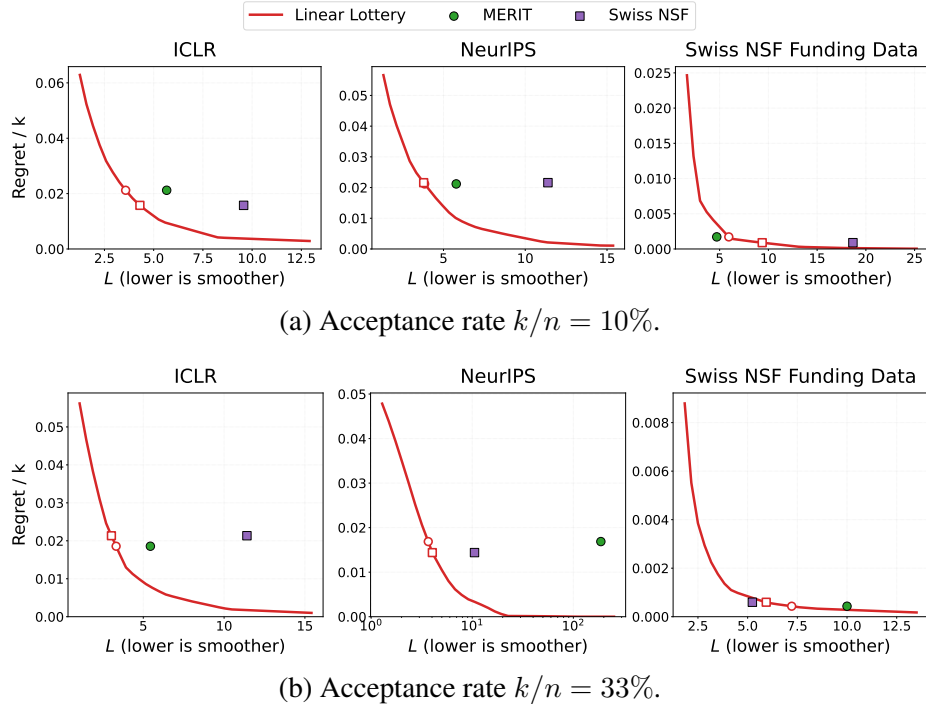 Linear Lottery MERIT Swiss NSF
ICLR NeurIPS Swiss NSF Funding Data
Regret / k
0.06
0.04
0.02
0.00
2.5 5.0 7.5 10.0 12.5
L (lower is smoother)
0.05
0.04
0.03
0.02
0.01
0.00
5 10 15
L (lower is smoother)
0.025
0.020
0.015
0.010
0.005
0.000
5 10 15 20 25
L (lower is smoother)
(a) Acceptance rate k/n = 10%.
ICLR NeurIPS Swiss NSF Funding Data
Regret / k
0.05
0.04
0.03
0.02
0.01
0.00
5 10 15
L (lower is smoother)
0.05
0.04
0.03
0.02
0.01
0.00
10⁰ 10¹ 10²
L (lower is smoother)
0.008
0.006
0.004
0.002
0.000
2.5 5.0 7.5 10.0 12.5
L (lower is smoother)
(b) Acceptance rate k/n = 33%.